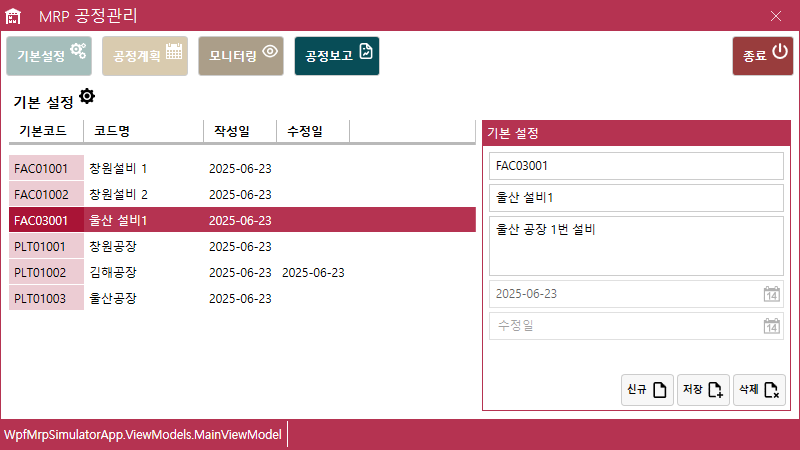 MRP 공정관리
기본설정 공정계획 모니터링 공정보고 종료
기본 설정
기본코드 코드명 작성일 수정일
FAC01001 창원설비 1 2025-06-23
FAC01002 창원설비 2 2025-06-23
FAC03001 울산 설비1 2025-06-23
PLT01001 창원공장 2025-06-23
PLT01002 김해공장 2025-06-23 2025-06-23
PLT01003 울산공장 2025-06-23
기본 설정
FAC03001
울산 설비1
울산 공장 1번 설비
2025-06-23 14
수정일 14
신규 저장 삭제
WpfMrpSimulatorApp.ViewModels.MainViewModel